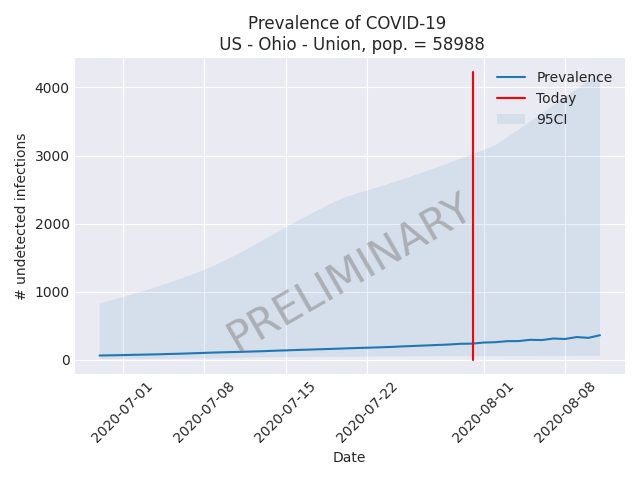 Prevalence of COVID-19
US - Ohio - Union, pop. = 58988
Prevalence
Today
95CI
4000
3000
2000
1000
0
# undetected infections
PRELIMINARY
2020-07-01
2020-07-08
2020-07-15
2020-07-22
2020-08-01
2020-08-08
Date